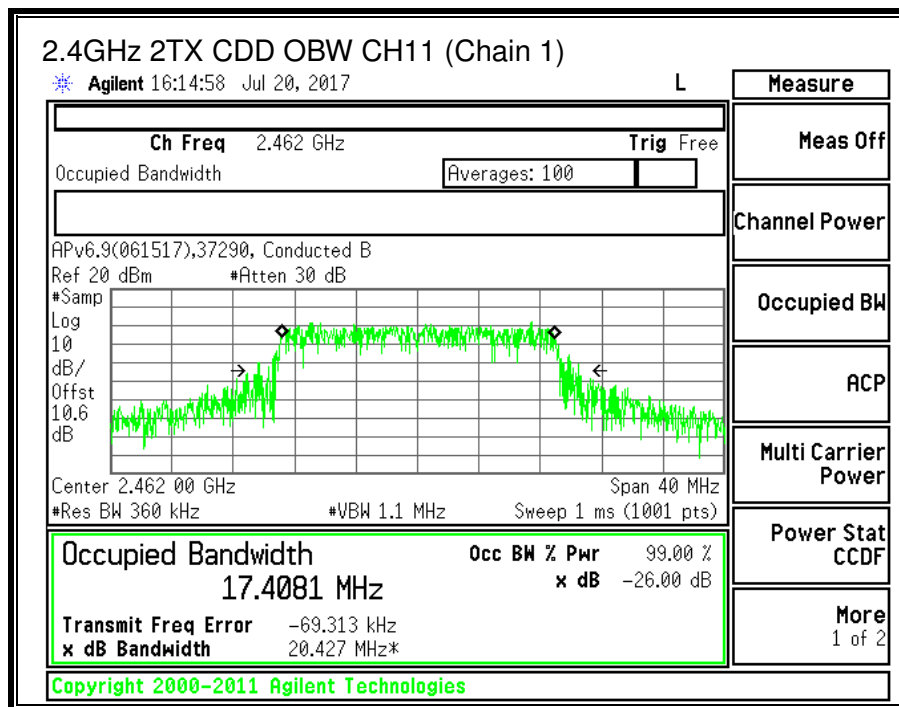 2.4GHz 2TX CDD OBW CH11 (Chain 1)
Agilent 16:14:58 Jul 20, 2017 L
Measure
Ch Freq 2.462 GHz Trig Free
Meas Off
Occupied Bandwidth Averages: 100
Channel Power
APv6.9(061517),37290, Conducted B
Ref 20 dBm #Atten 30 dB
#Samp
Log
10
dB/
Offst
10.6
dB
Occupied BW
ACP
Multi Carrier
Power
Center 2.462 00 GHz Span 40 MHz
#Res BW 360 kHz #VBW 1.1 MHz Sweep 1 ms (1001 pts)
Power Stat
CCDF
Occupied Bandwidth Occ BW % Pwr 99.00 %
17.4081 MHz x dB -26.00 dB
Transmit Freq Error -69.313 kHz
x dB Bandwidth 20.427 MHz*
More
1 of 2
Copyright 2000-2011 Agilent Technologies